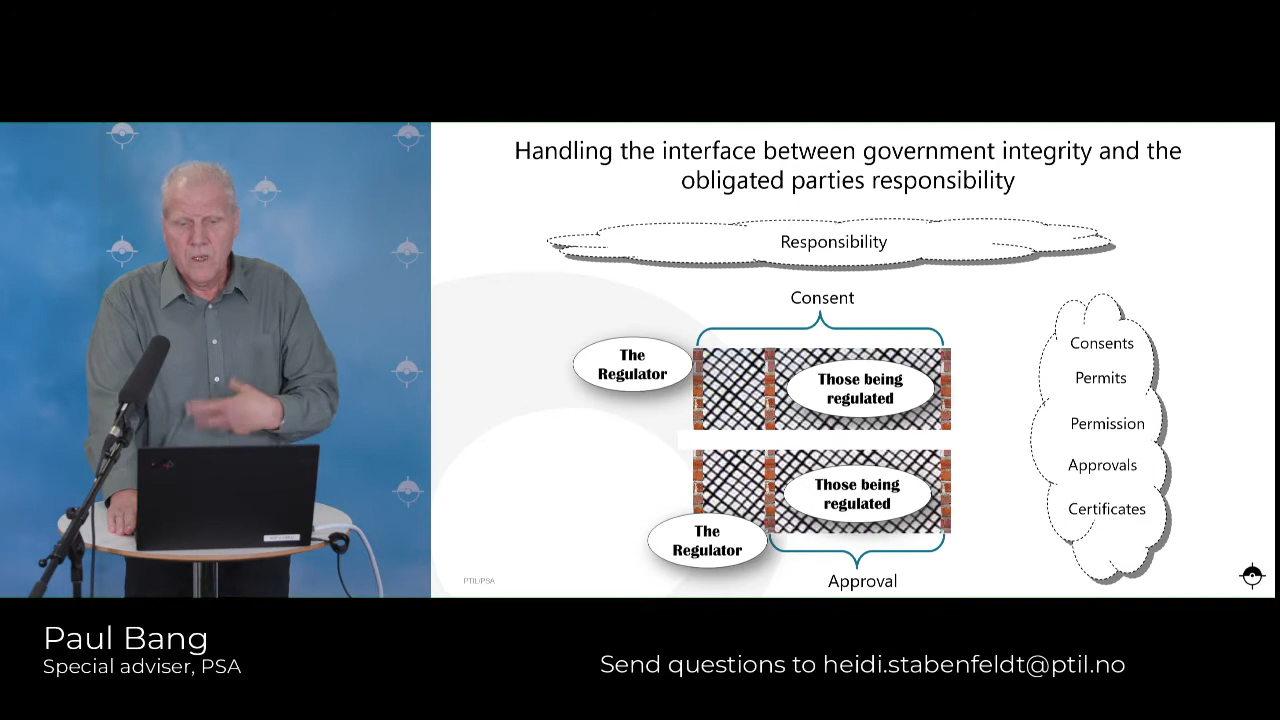 Handling the interface between government integrity and the
obligated parties responsibility
Responsibility
Consent
The
Regulator
Those being
regulated
Those being
regulated
The
Regulator
Approval
Consents
Permits
Permission
Approvals
Certificates
PTIL/PSA
Paul Bang
Special adviser, PSA
Send questions to heidi.stabenfeldt@ptil.no